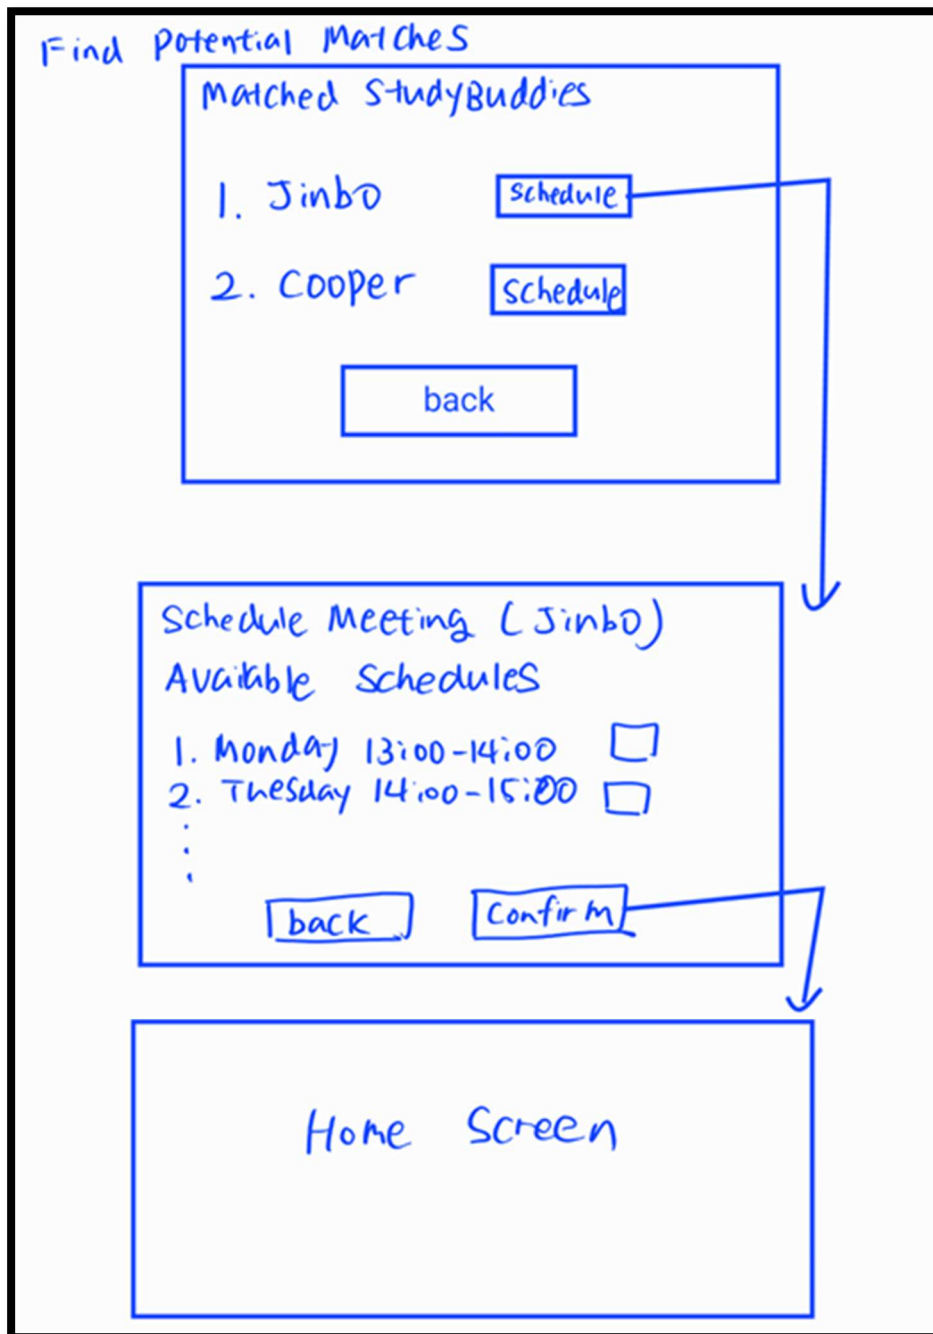 Find Potential Matches
Matched StudyBuddies
1. Jinbo schedule
2. Cooper schedule
back
Schedule Meeting (Jinbo)
Available Schedules
1. Monday 13:00-14:00
2. Tuesday 14:00-15:00
back Confirm
Home Screen